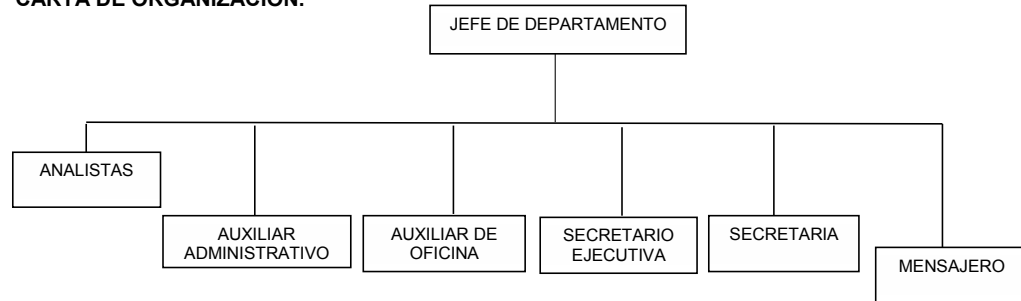 CARTA DE ORGANIZACIÓN:
JEFE DE DEPARTAMENTO
ANALISTAS
AUXILIAR
ADMINISTRATIVO
AUXILIAR DE
OFICINA
SECRETARIO
EJECUTIVA
SECRETARIA
MENSAJERO